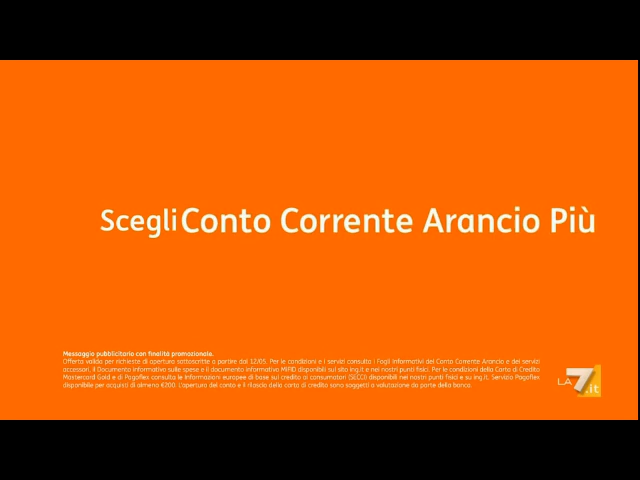 Scegli Conto Corrente Arancio Più
Messaggio pubblicitario con finalità promozionale.
Offerta valida per richieste di apertura sottoscritte a partire dal 12/05. Per le condizioni e i servizi consulta i Fogli Informativi del Conto Corrente Arancio e dei servizi
accessori, il Documento informativo sulle spese e il documento informativo MIFID disponibili sul sito ing.it e nei nostri punti fisici. Per le condizioni della Carta di Credito
Mastercard Gold e di Pagoflex consulta le Informazioni europee di base sul credito ai consumatori (SECCI) disponibili nei nostri punti fisici e su ing.it. Servizio Pagoflex
disponibile per acquisti di almeno €200. L'apertura del conto e il rilascio della carta di credito sono soggetti a valutazione da parte della banca.
LA7.it